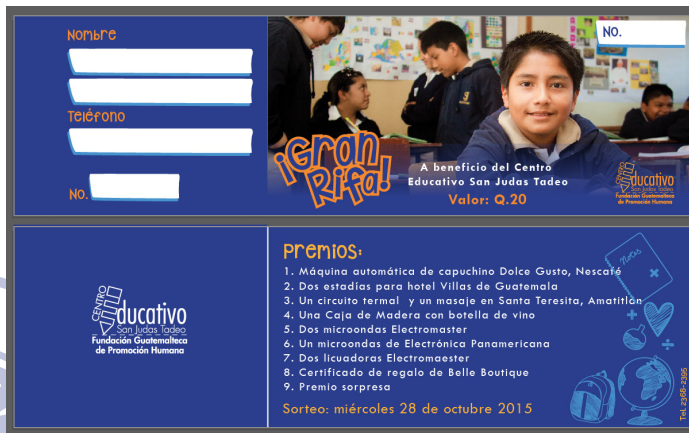 Nombre
Teléfono
No.
¡Gran
Rifa!
A beneficio del Centro
Educativo San Judas Tadeo
Valor: Q.20
No.
CENTRO
Educativo
San Judas Tadeo
Fundación Guatemalteca
de Promoción Humana
CENTRO
Educativo
San Judas Tadeo
Fundación Guatemalteca
de Promoción Humana
Premios:
1. Máquina automática de capuchino Dolce Gusto, Nescafé
2. Dos estadías para hotel Villas de Guatemala
3. Un circuito termal y un masaje en Santa Teresita, Amatitlán
4. Una Caja de Madera con botella de vino
5. Dos microondas Electromaster
6. Un microondas de Electrónica Panamericana
7. Dos licuadoras Electromaester
8. Certificado de regalo de Belle Boutique
9. Premio sorpresa
Sorteo: miércoles 28 de octubre 2015
Notes
Tel. 2368-2395